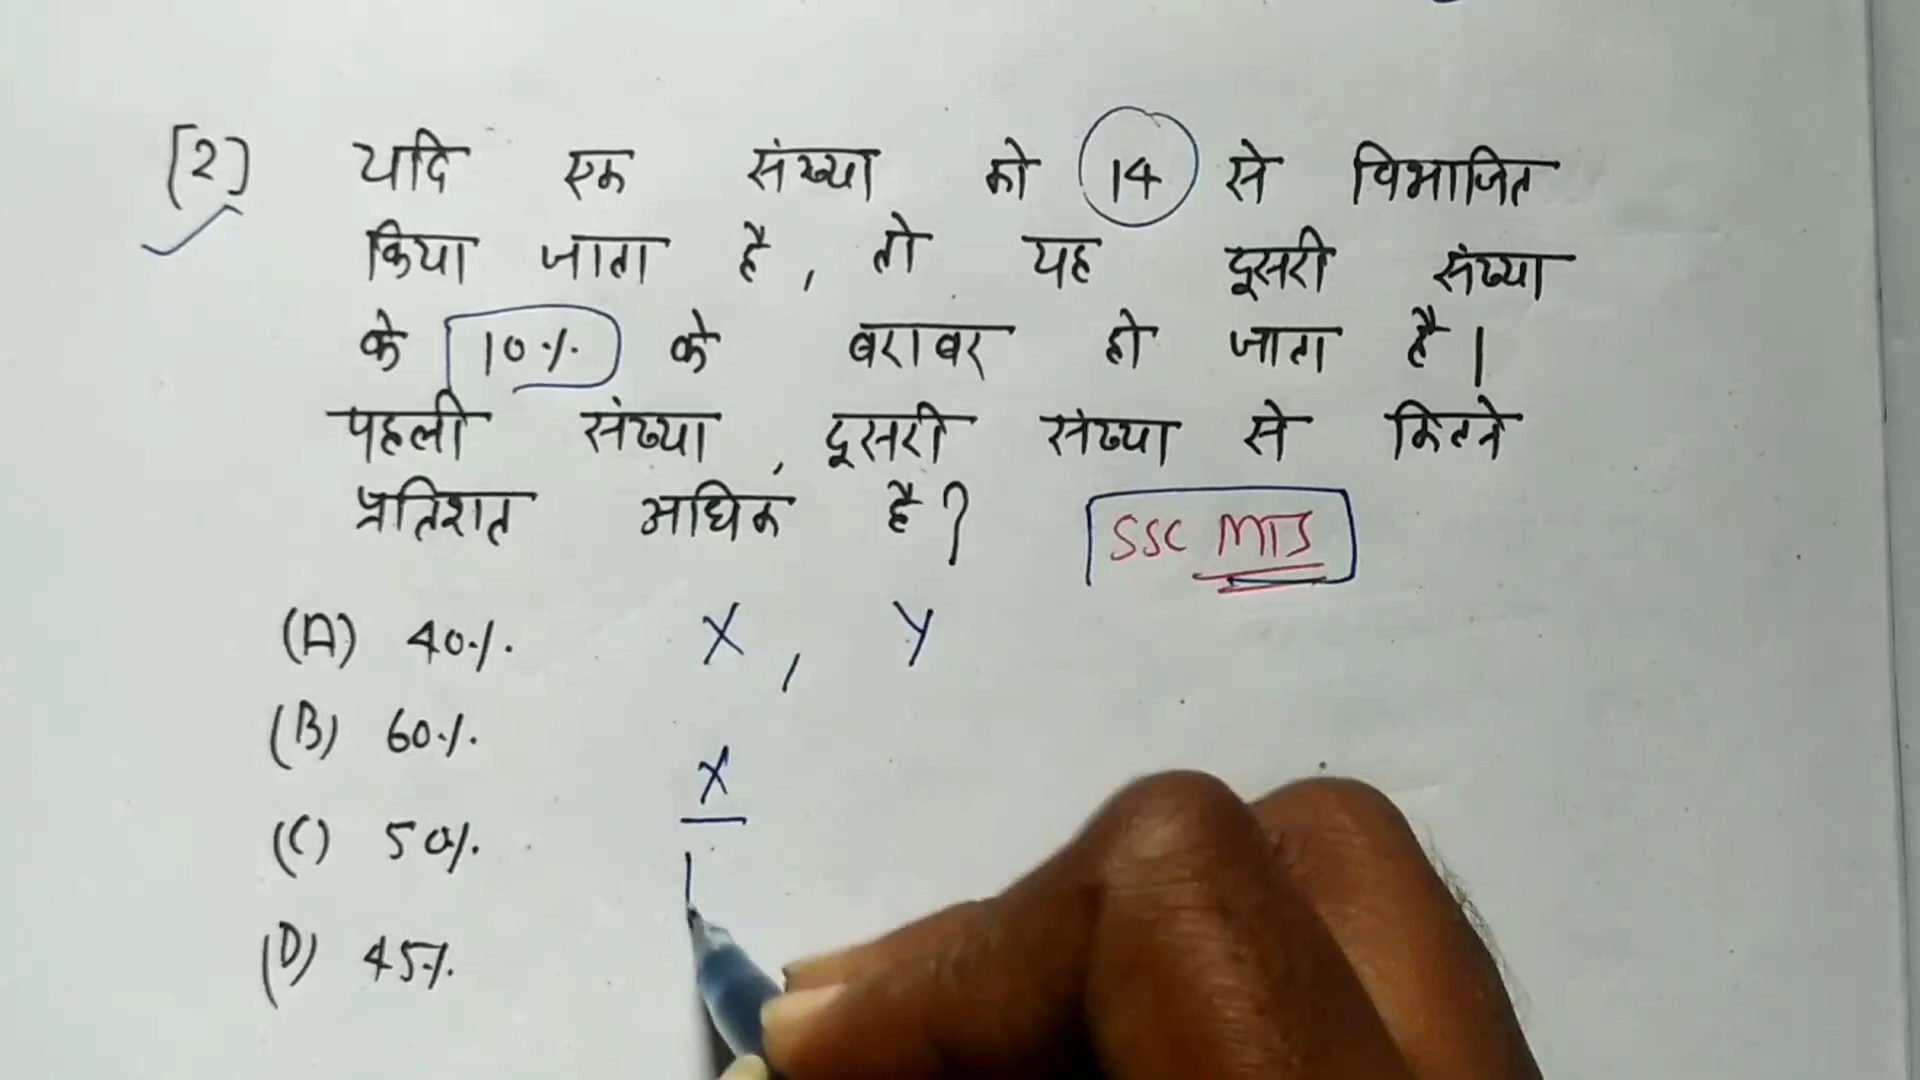 [2] यदि एक संख्या को 14 से विभाजित
किया जाता है, तो यह दूसरी संख्या
के 10% के बराबर हो जाता है।
पहली संख्या, दूसरी संख्या से कितने
प्रतिशत अधिक है?
SSC MTS
(A) 40%.
X, Y
(B) 60%.
X
(C) 50%.
1
(D) 45%.